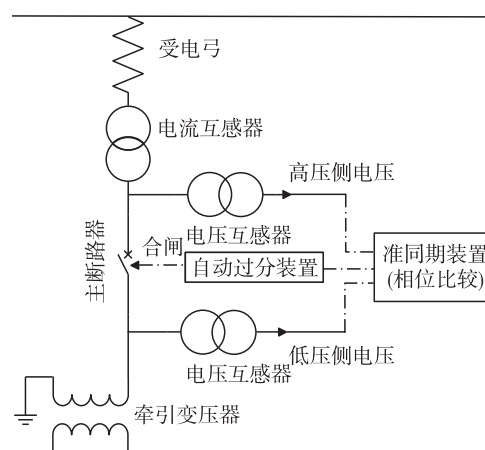 受电弓
电流互感器
高压侧电压
电压互感器
主断路器
合闸
自动过分装置
准同期装置
(相位比较)
低压侧电压
电压互感器
牵引变压器